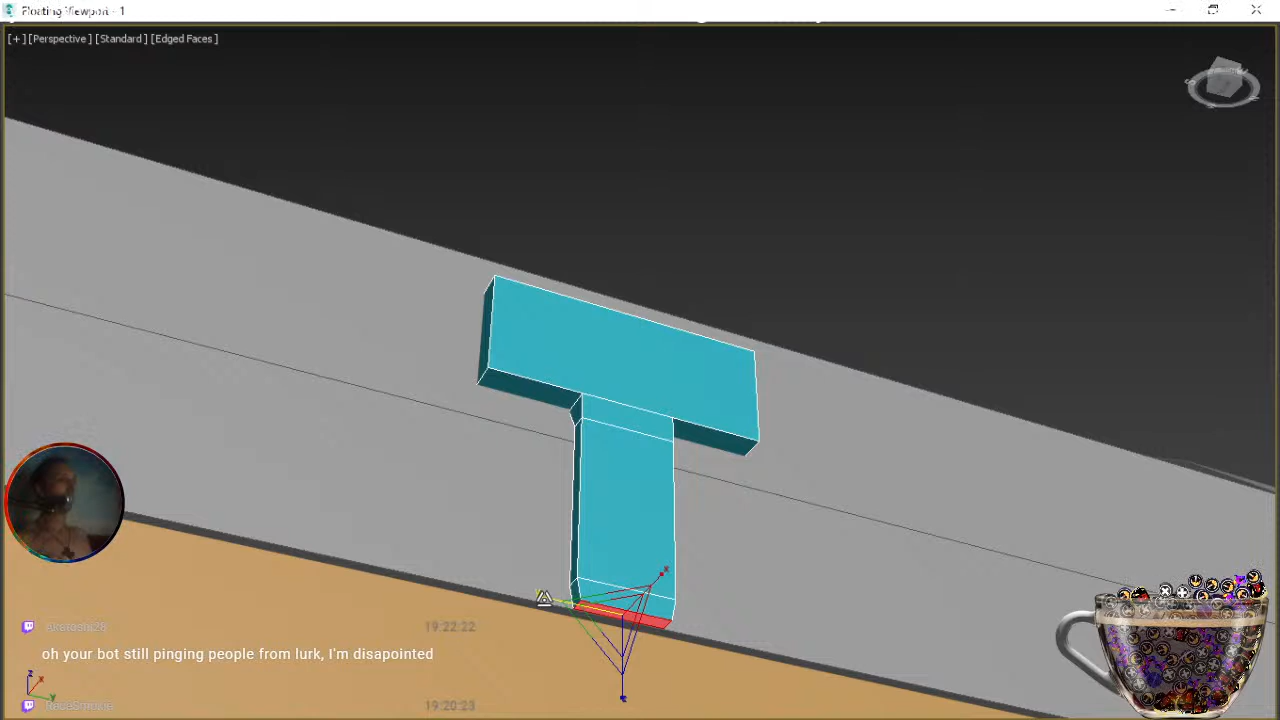 Floating Viewport - 1
[+] [Perspective] [Standard] [Edged Faces]
Akatoshi28 19:22:22
oh your bot still pinging people from lurk, I'm disapointed
19:20:23